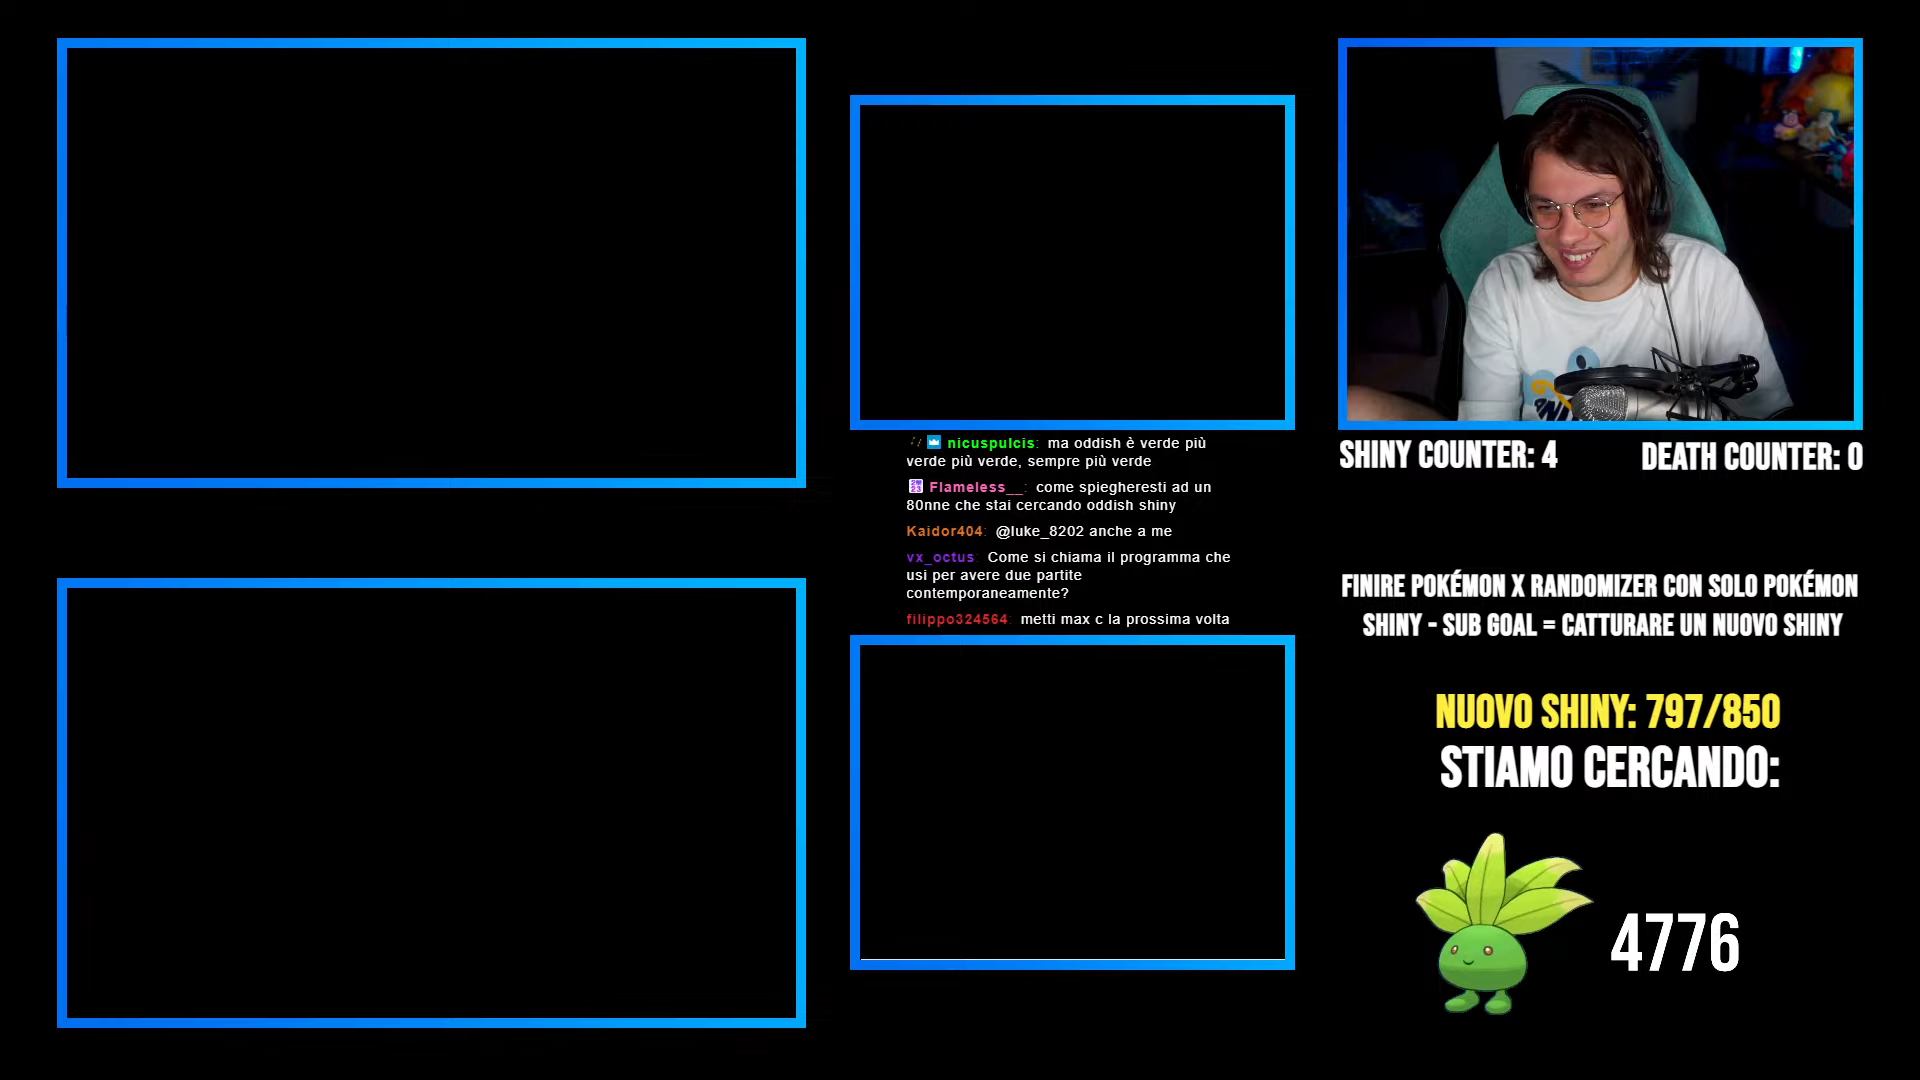 nicuspulcis: ma oddish è verde più
verde più verde, sempre più verde
Flameless__: come spiegheresti ad un
80nne che stai cercando oddish shiny
Kaidor404: @luke_8202 anche a me
vx_octus: Come si chiama il programma che
usi per avere due partite
contemporaneamente?
filippo324564: metti max c la prossima volta
SHINY COUNTER: 4
DEATH COUNTER: 0
FINIRE POKÉMON X RANDOMIZER CON SOLO POKÉMON
SHINY - SUB GOAL = CATTURARE UN NUOVO SHINY
NUOVO SHINY: 797/850
STIAMO CERCANDO:
4776